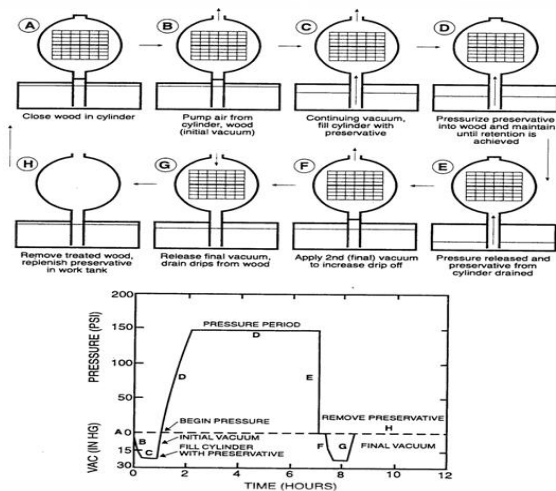 A
B
C
D
Close wood in cylinder
Pump air from
cylinder, wood
(initial vacuum)
Continuing vacuum,
fill cylinder with
preservative
Pressurize preservative
into wood and maintain
until retention is
achieved
H
G
F
E
Remove treated wood,
replenish preservative
in work tank
Release final vacuum,
drain drips from wood
Apply 2nd (final) vacuum
to increase drip off
Pressure released and
preservative from
cylinder drained
PRESSURE (PSI)
VAC (IN HG)
200
150
100
50
A 0
15
30
PRESSURE PERIOD
D
D
E
BEGIN PRESSURE
REMOVE PRESERVATIVE
H
B
INITIAL VACUUM
FILL CYLINDER
C
WITH PRESERVATIVE
F
G
FINAL VACUUM
0 2 4 6 8 10 12
TIME (HOURS)